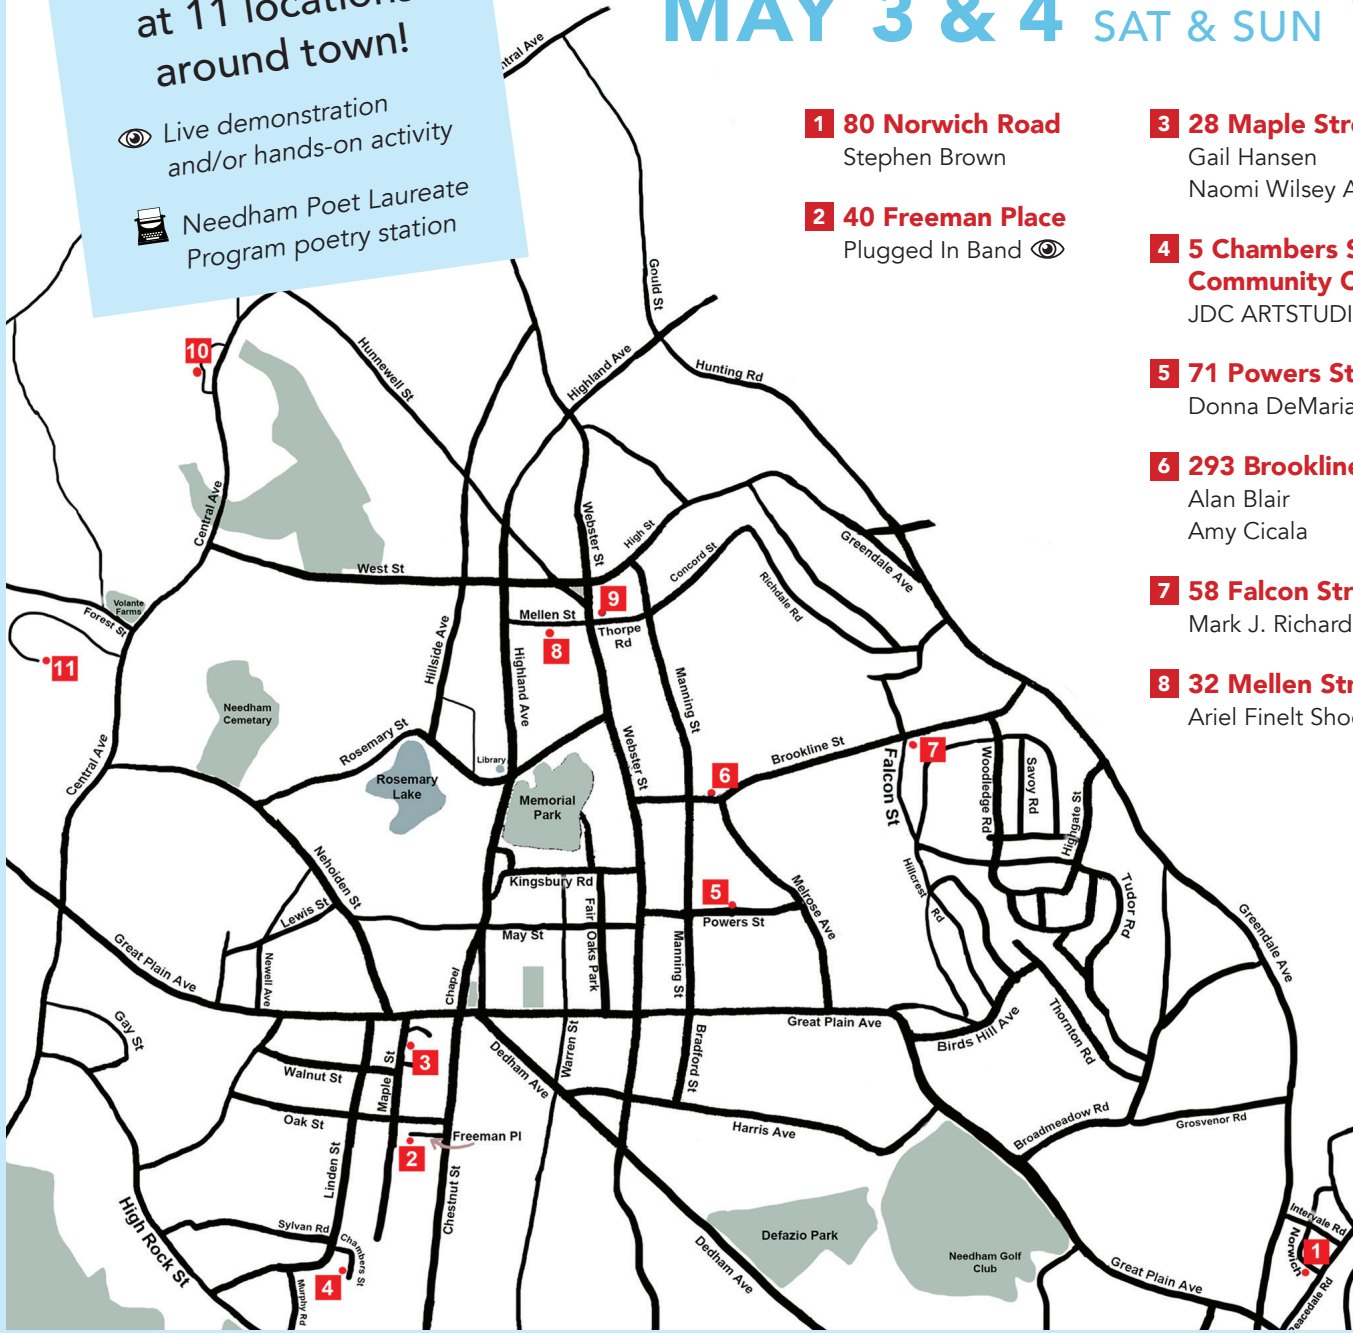 at 11 locations
around town!
Live demonstration
and/or hands-on activity
Needham Poet Laureate
Program poetry station
MAY 3 & 4 SAT & SUN
1 80 Norwich Road
Stephen Brown
2 40 Freeman Place
Plugged In Band
3 28 Maple Stre
Gail Hansen
Naomi Wilsey A
4 5 Chambers S
Community C
JDC ARTSTUDI
5 71 Powers St
Donna DeMaria
6 293 Brookline
Alan Blair
Amy Cicala
7 58 Falcon Str
Mark J. Richard
8 32 Mellen Str
Ariel Finelt Shoe
ntral Ave
Gould St
Hunnewell St
Highland Ave
Hunting Rd
10
Central Ave
Webster St
High St
Concord St
Greendale Ave
West St
Richdale Rd
Volante
Farms
Forest St
9
Mellen St
Thorpe
Rd
8
11
Hillside Ave
Highland Ave
Manning St
Needham
Cemetary
Rosemary St
Webster St
Brookline St
7
Falcon St
Woodledge Rd
Savoy Rd
Central Ave
Library
Rosemary
Lake
Memorial
Park
6
Highgate St
Nehoiden St
Kingsbury Rd
5
Melrose Ave
Hillcrest Rd
Tudor Rd
Lewis St
Fair Oaks Park
Powers St
May St
Greendale Ave
Great Plain Ave
Newell Ave
Chapel
Manning St
Gay St
Great Plain Ave
Birds Hill Ave
Thornton Rd
3
Walnut St
Maple St
Dedham Ave
Warren St
Bradford St
Oak St
Freeman Pl
Harris Ave
Broadmeadow Rd
Grosvenor Rd
2
Linden St
Chestnut St
High Rock St
Sylvan Rd
Chambers St
Defazio Park
Needham Golf
Club
Intervale Rd
Norwich
1
4
Murphy Rd
Dedham Ave
Great Plain Ave
Peacedale Rd